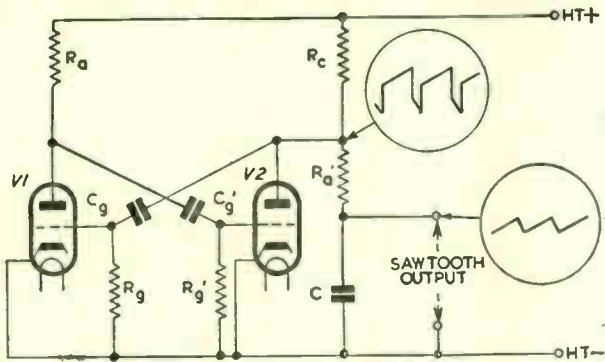 HT+
Ra
Rc
V1
V2
Cg
Cg'
Ra'
Rg
Rg'
C
SAWTOOTH
OUTPUT
HT-